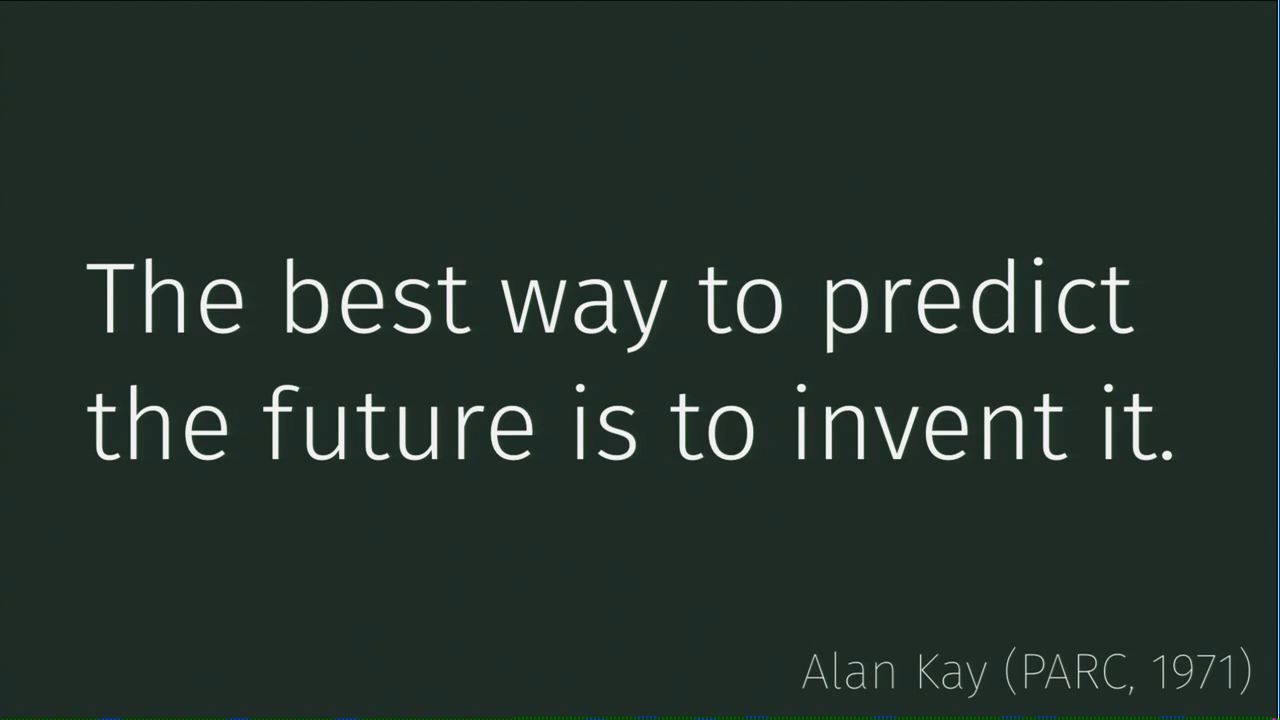 The best way to predict
the future is to invent it.
Alan Kay (PARC, 1971)